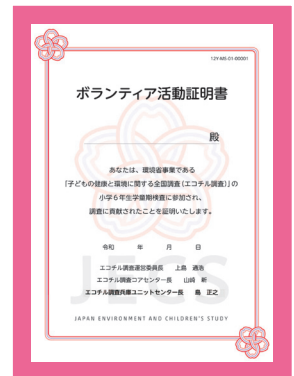 12Y-MS-01-00001
ボランティア活動証明書
殿
あなたは、環境省事業である
「子どもの健康と環境に関する全国調査(エコチル調査)」の
小学6年生学童期検査に参加され、
調査に貢献されたことを証明いたします。
令和 年 月 日
エコチル調査運営委員長 上島 通浩
エコチル調査コアセンター長 山崎 新
エコチル調査兵庫ユニットセンター長 島 正之
JECS
JAPAN ENVIRONMENT AND CHILDREN'S STUDY